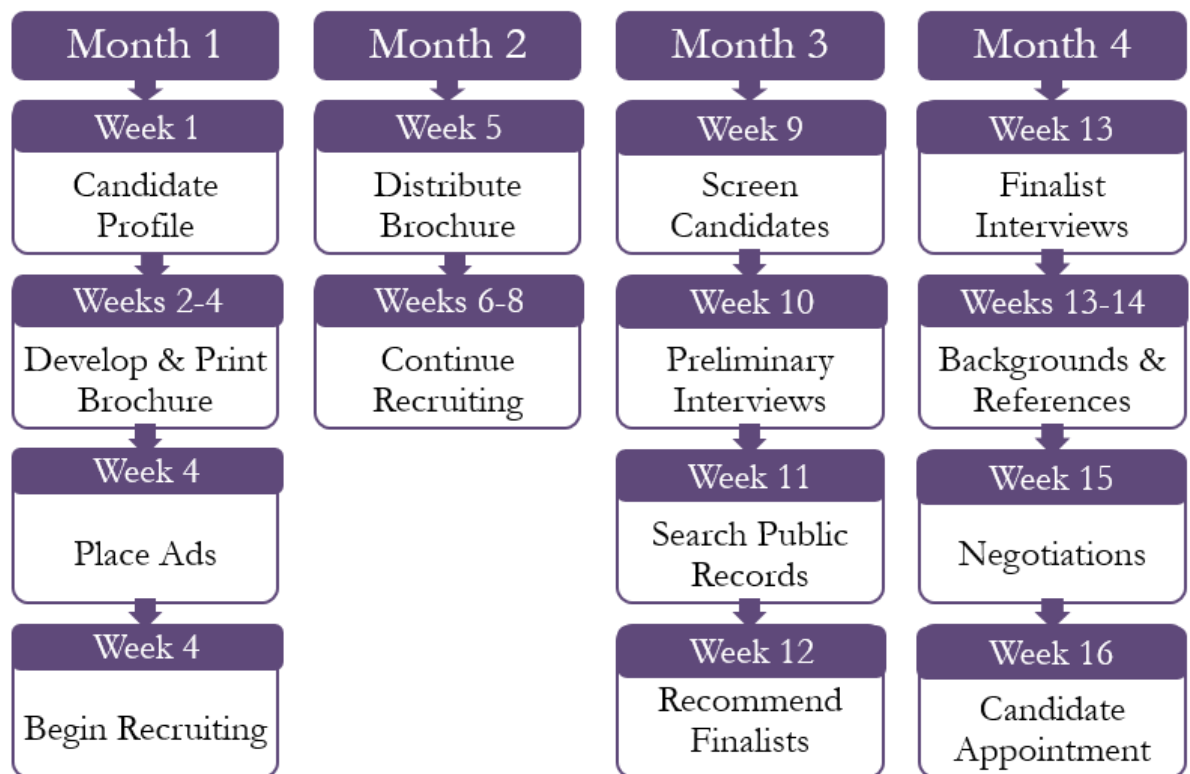 Month 1
Week 1
Candidate
Profile
Weeks 2-4
Develop & Print
Brochure
Week 4
Place Ads
Week 4
Begin Recruiting
Month 2
Week 5
Distribute
Brochure
Weeks 6-8
Continue
Recruiting
Month 3
Week 9
Screen
Candidates
Week 10
Preliminary
Interviews
Week 11
Search Public
Records
Week 12
Recommend
Finalists
Month 4
Week 13
Finalist
Interviews
Weeks 13-14
Backgrounds &
References
Week 15
Negotiations
Week 16
Candidate
Appointment